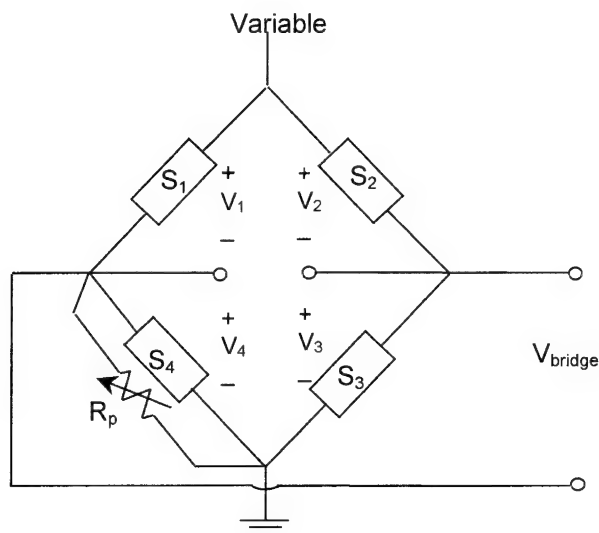 Variable
S1
S2
+
V1
–
+
V2
–
+
V4
–
+
V3
–
S4
S3
Rp
Vbridge